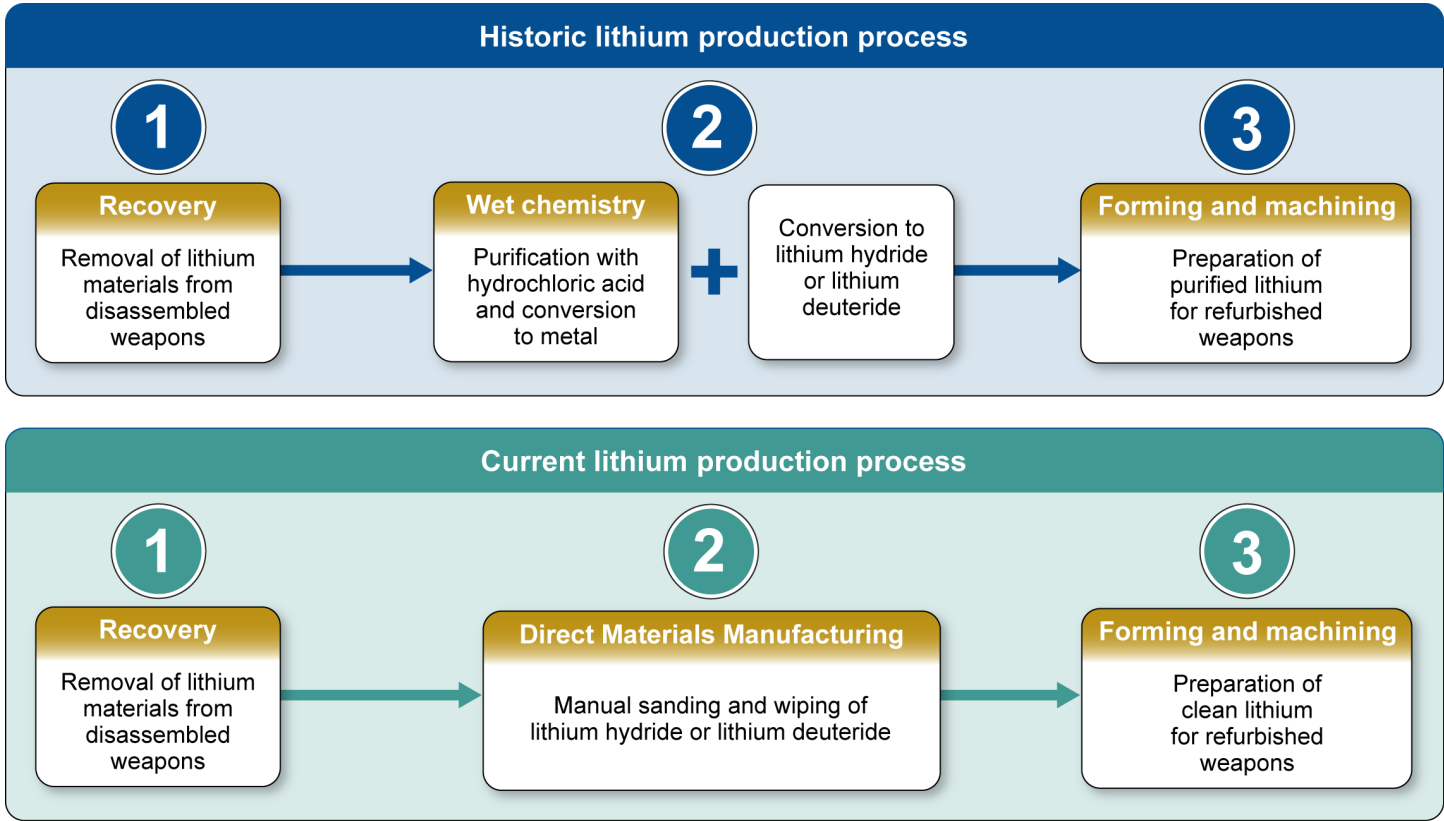 Historic lithium production process
1
2
3
Recovery
Removal of lithium
materials from
disassembled
weapons
Wet chemistry
Purification with
hydrochloric acid
and conversion
to metal
+
Conversion to
lithium hydride
or lithium
deuteride
Forming and machining
Preparation of
purified lithium
for refurbished
weapons
Current lithium production process
1
2
3
Recovery
Removal of lithium
materials from
disassembled
weapons
Direct Materials Manufacturing
Manual sanding and wiping of
lithium hydride or lithium deuteride
Forming and machining
Preparation of
clean lithium
for refurbished
weapons